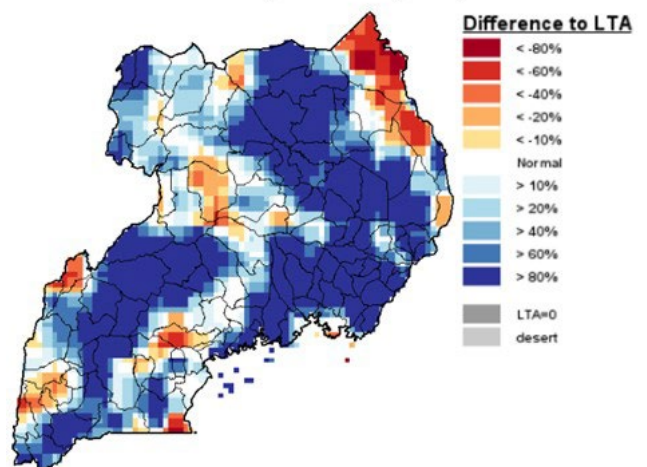 Difference to LTA
< -80%
< -60%
< -40%
< -20%
< -10%
Normal
> 10%
> 20%
> 40%
> 60%
> 80%
LTA=0
desert